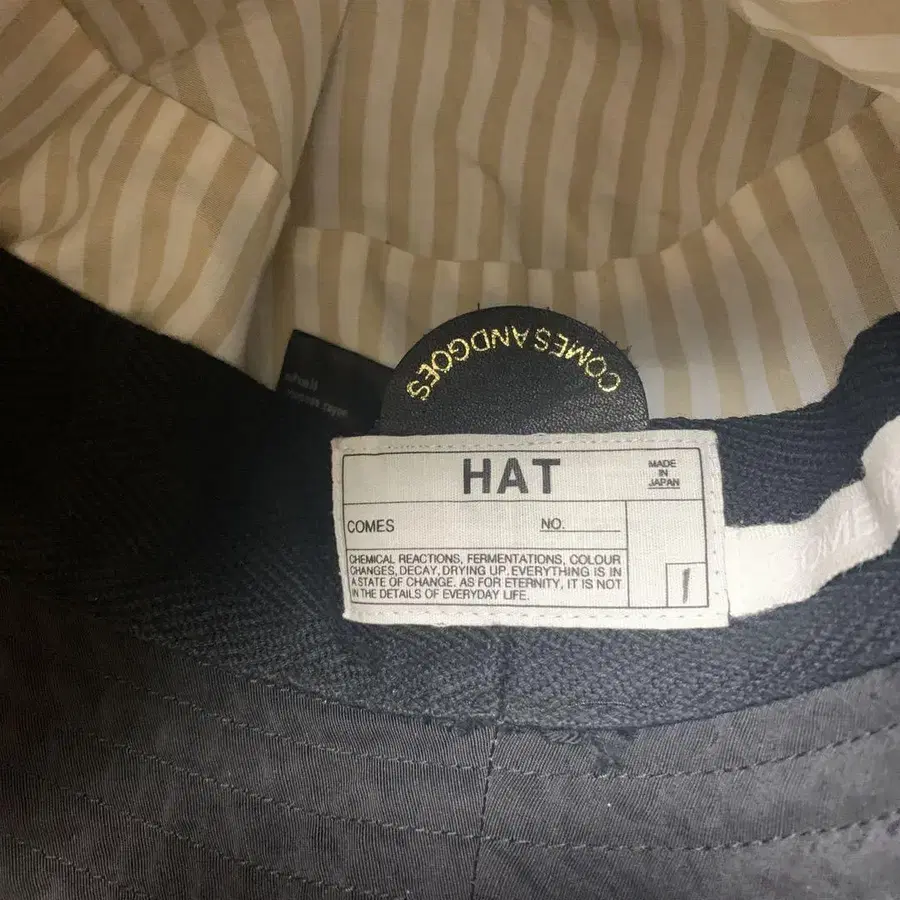 COMESANDGOES
HAT
MADE
IN
JAPAN
COMES
NO.
CHEMICAL REACTIONS, FERMENTATIONS, COLOUR
CHANGES, DECAY, DRYING UP. EVERYTHING IS IN
A STATE OF CHANGE. AS FOR ETERNITY, IT IS NOT
IN THE DETAILS OF EVERYDAY LIFE.
1
COME